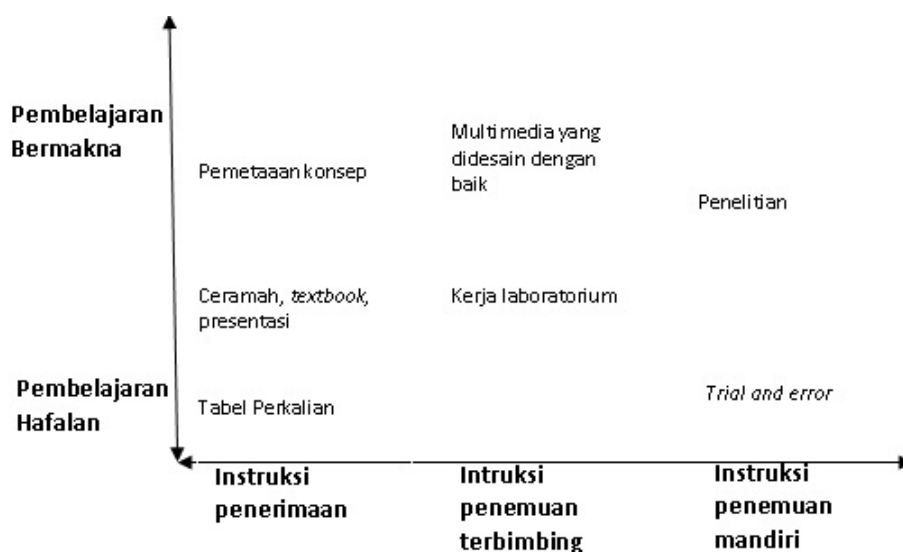 Pembelajaran
Bermakna
Pemetaaan konsep
Multimedia yang
didesain dengan
baik
Penelitian
Ceramah, textbook,
presentasi
Kerja laboratorium
Pembelajaran
Hafalan
Tabel Perkalian
Trial and error
Instruksi
penerimaan
Intruksi
penemuan
terbimbing
Instruksi
penemuan
mandiri